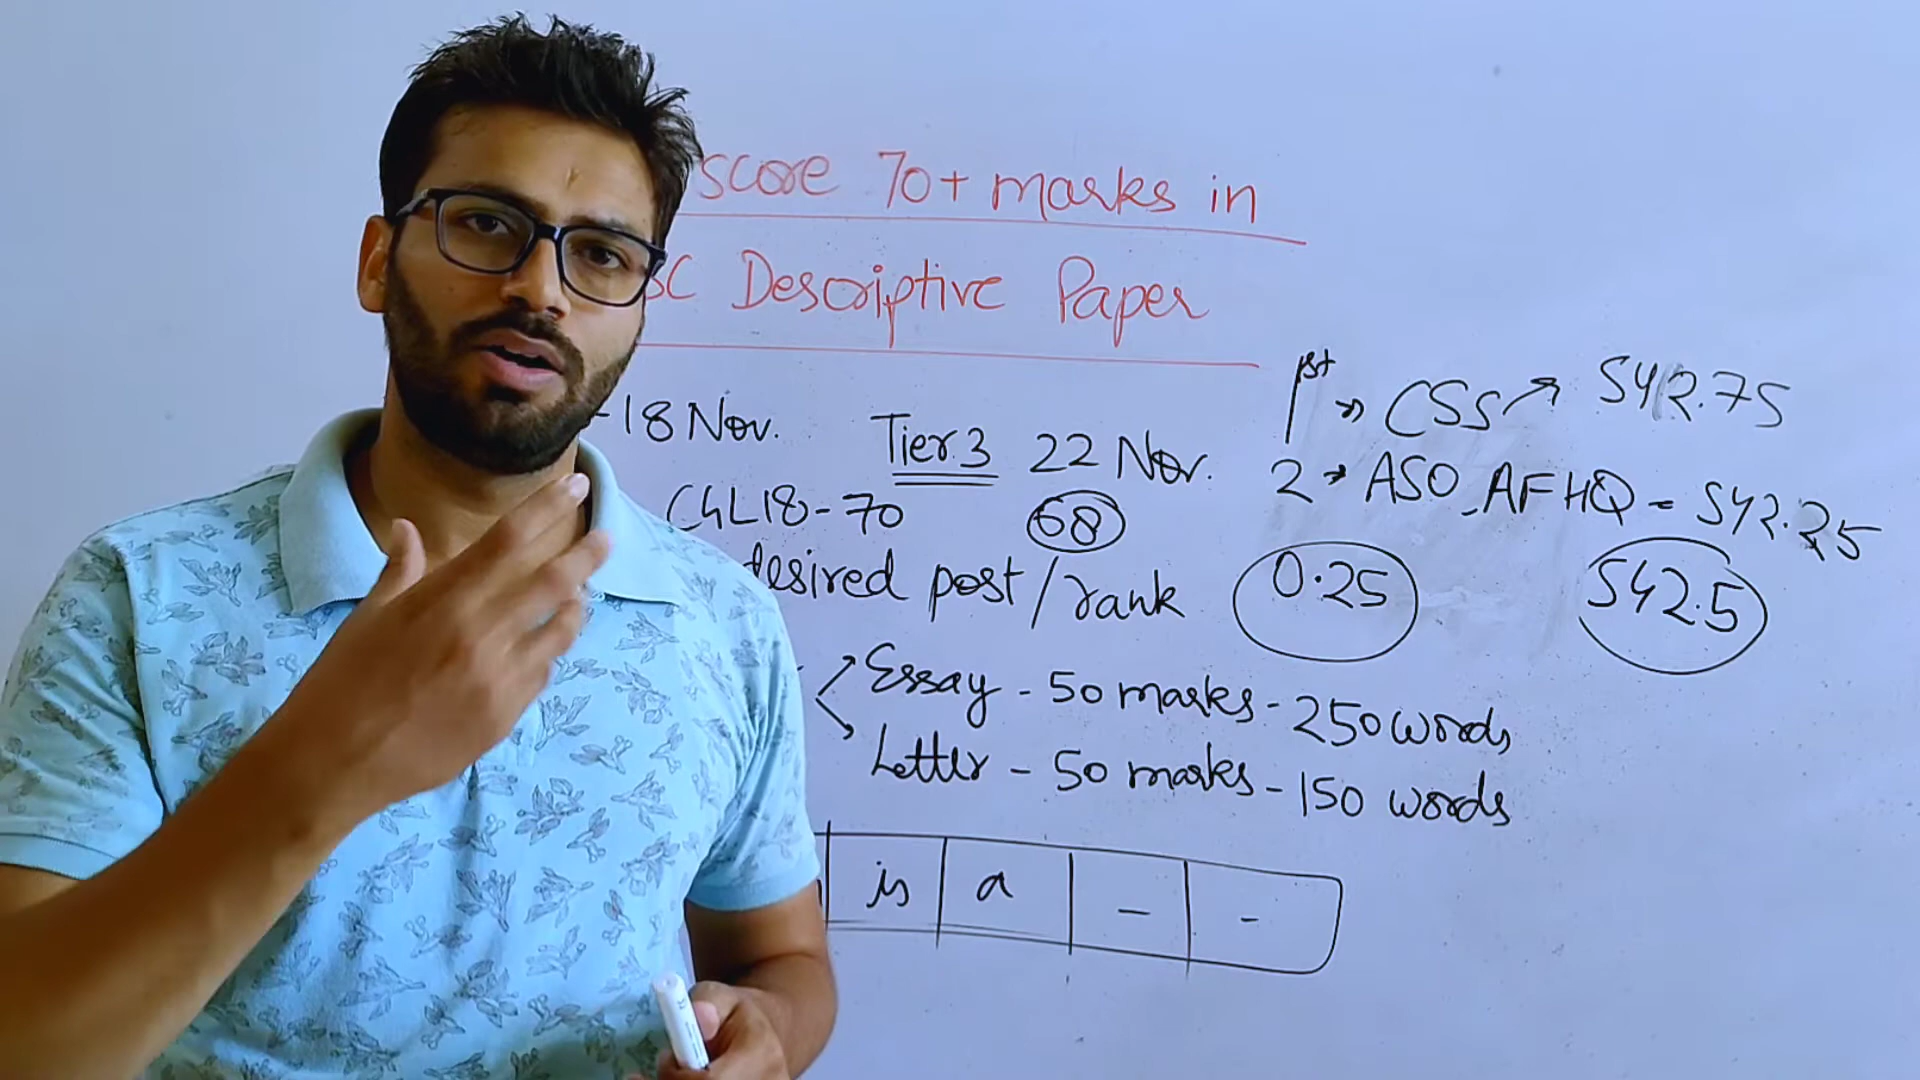 score 70+ marks in
SC Descriptive Paper
-18 Nov. Tier 3 22 Nov.
CGL18-70 68
desired post/rank
Essay - 50 marks - 250 words
Letter - 50 marks - 150 words
is a - -
1st → CSS → 542.75
2 → ASO, AFHQ = 542.25
0.25 542.5